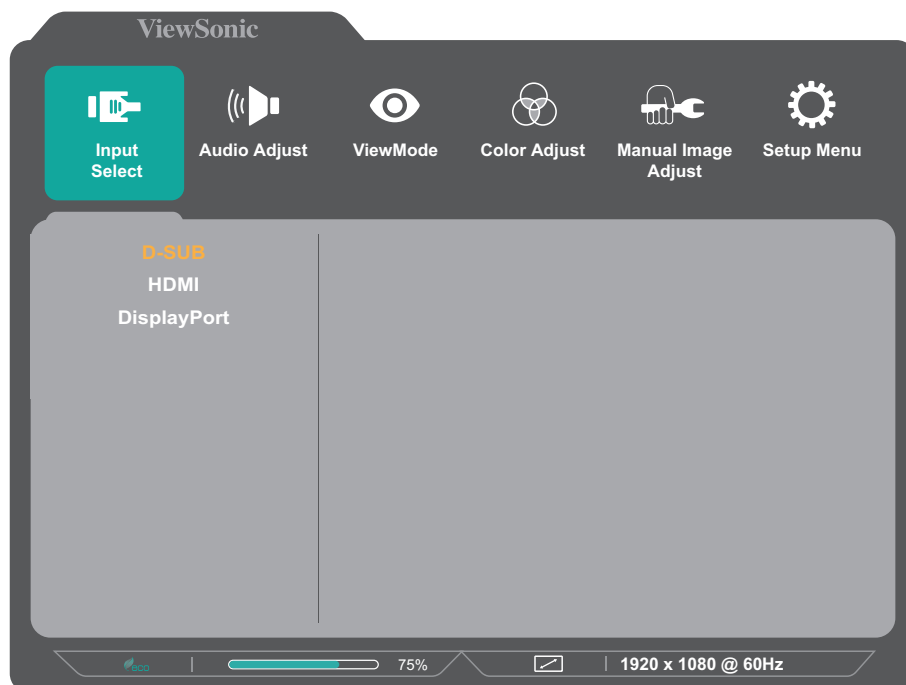 ViewSonic
Input
Select
Audio Adjust
ViewMode
Color Adjust
Manual Image
Adjust
Setup Menu
D-SUB
HDMI
DisplayPort
eco
75%
1920 x 1080 @ 60Hz